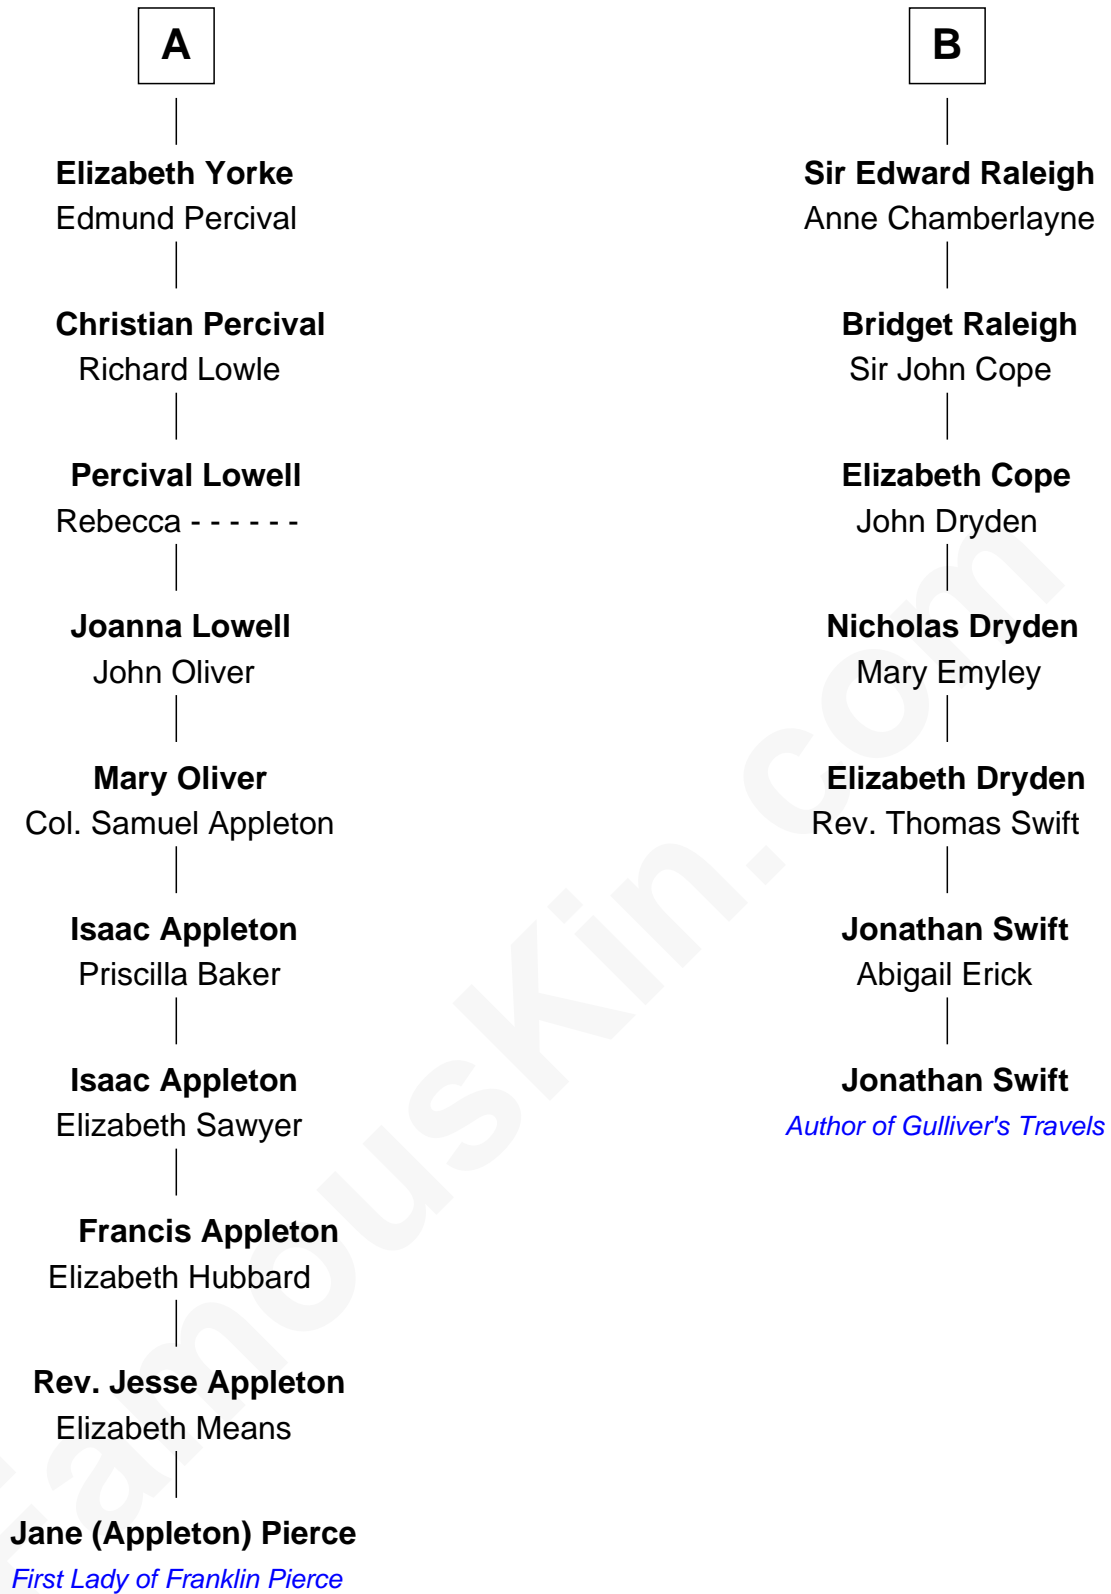 A
Elizabeth Yorke
Edmund Percival
Christian Percival
Richard Lowle
Percival Lowell
Rebecca - - - - - -
Joanna Lowell
John Oliver
Mary Oliver
Col. Samuel Appleton
Isaac Appleton
Priscilla Baker
Isaac Appleton
Elizabeth Sawyer
Francis Appleton
Elizabeth Hubbard
Rev. Jesse Appleton
Elizabeth Means
Jane (Appleton) Pierce
First Lady of Franklin Pierce
B
Sir Edward Raleigh
Anne Chamberlayne
Bridget Raleigh
Sir John Cope
Elizabeth Cope
John Dryden
Nicholas Dryden
Mary Emyley
Elizabeth Dryden
Rev. Thomas Swift
Jonathan Swift
Abigail Erick
Jonathan Swift
Author of Gulliver's Travels
FamousKin.com